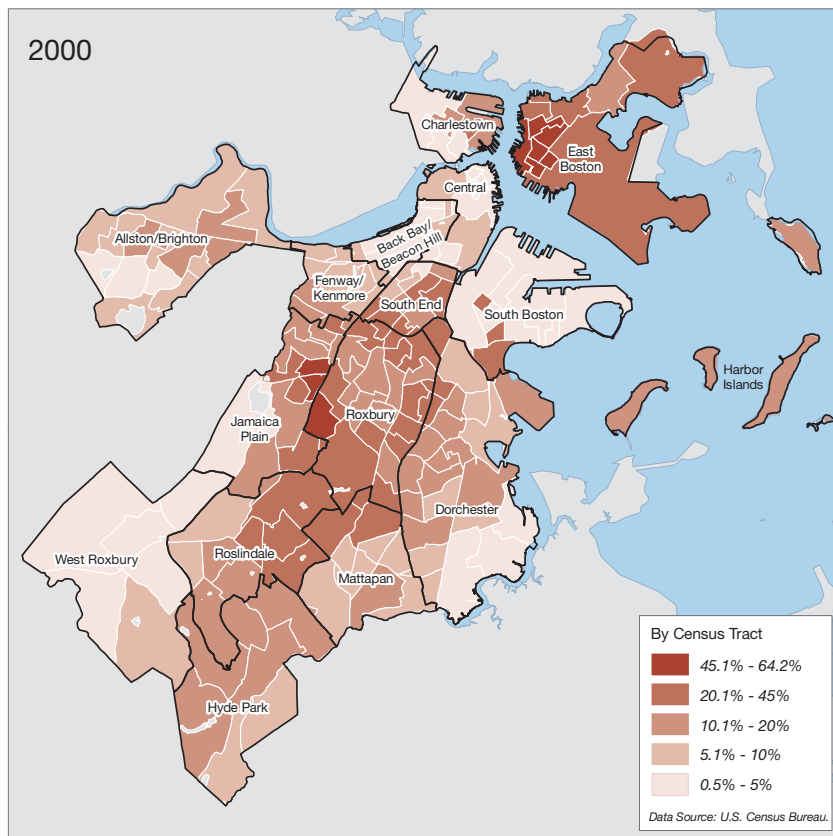 2000
Charlestown
East
Boston
Central
Allston/Brighton
Back Bay/
Beacon Hill
Fenway/
Kenmore
South End
South Boston
Harbor
Islands
Jamaica
Plain
Roxbury
Dorchester
West Roxbury
Roslindale
Mattapan
Hyde Park
By Census Tract
45.1% - 64.2%
20.1% - 45%
10.1% - 20%
5.1% - 10%
0.5% - 5%
Data Source: U.S. Census Bureau.